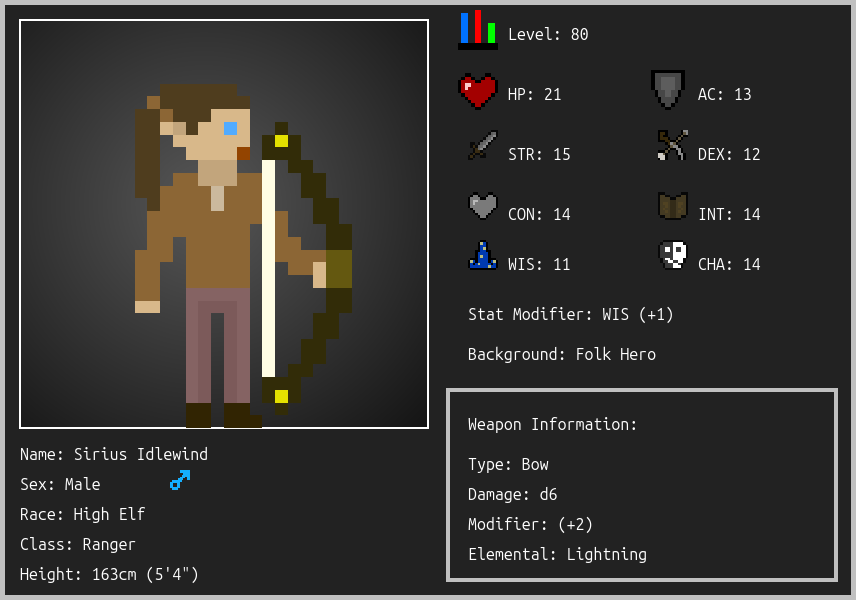 Level: 80
HP: 21
AC: 13
STR: 15
DEX: 12
CON: 14
INT: 14
WIS: 11
CHA: 14
Stat Modifier: WIS (+1)
Background: Folk Hero
Weapon Information:
Type: Bow
Damage: d6
Modifier: (+2)
Elemental: Lightning
Name: Sirius Idlewind
Sex: Male
Race: High Elf
Class: Ranger
Height: 163cm (5'4")